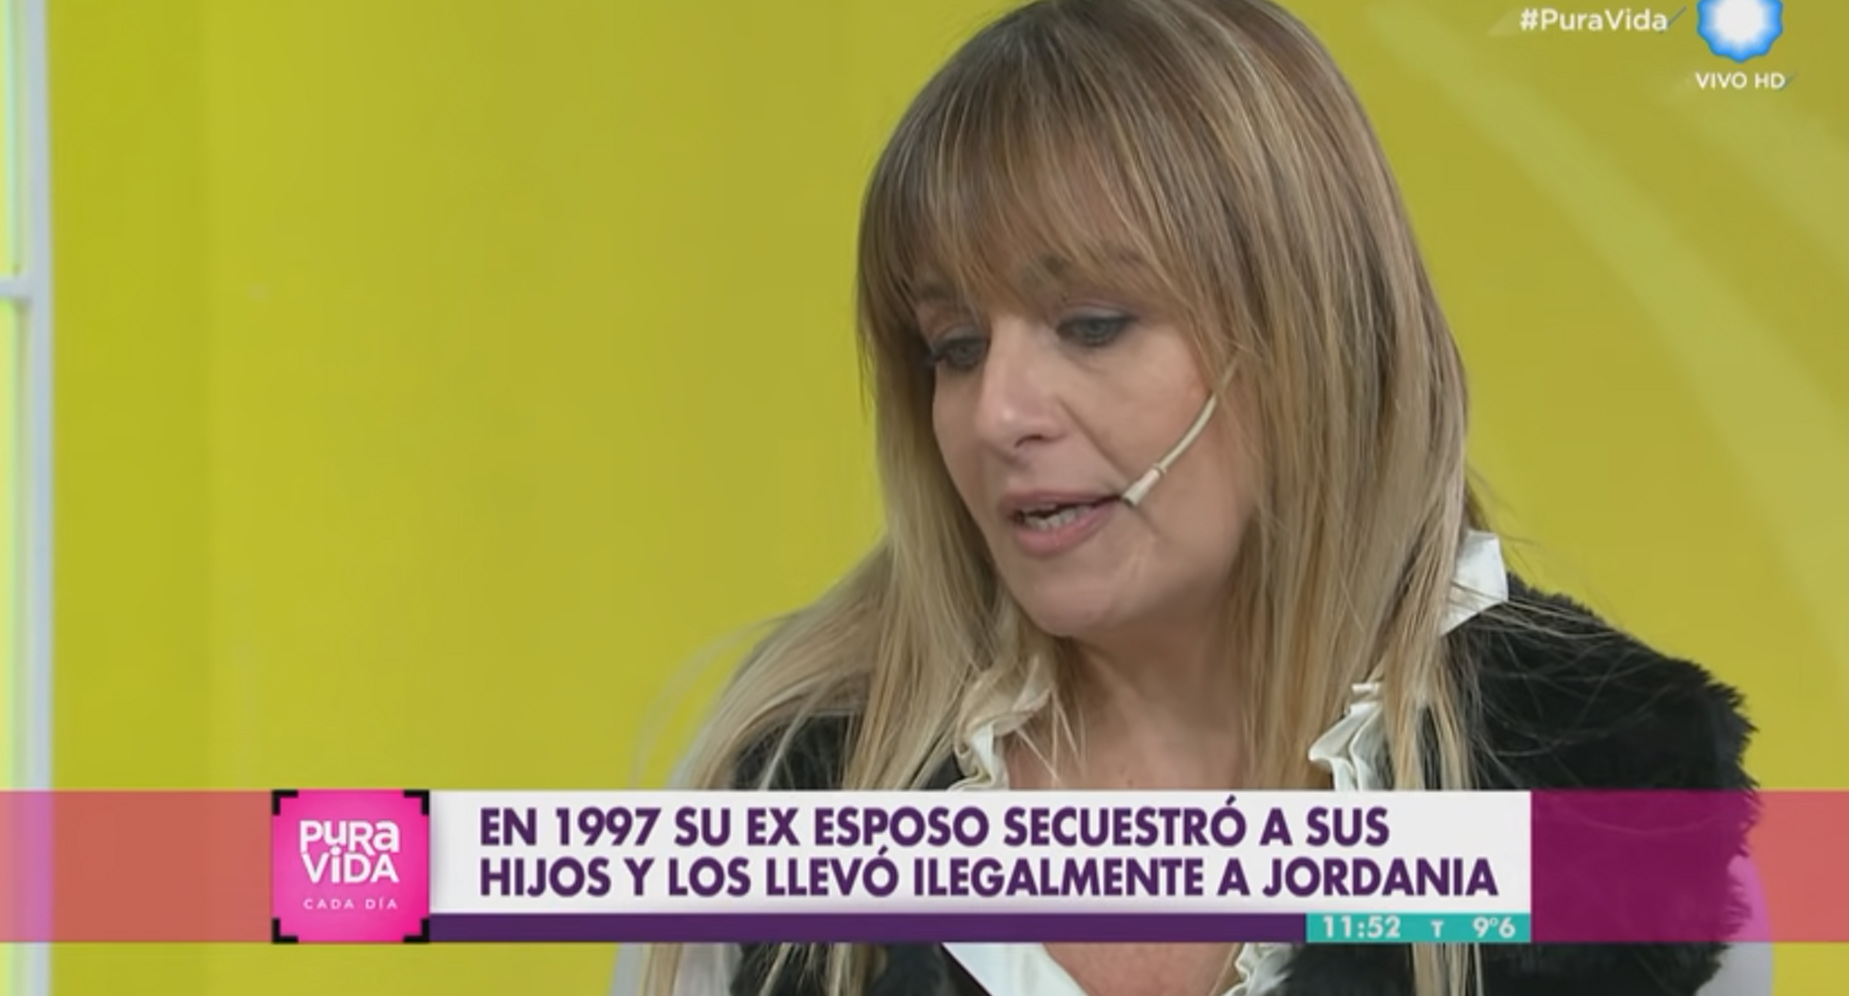 #PuraVida
VIVO HD
PURa
ViDA
CADA DÍA
EN 1997 SU EX ESPOSO SECUESTRÓ A SUS
HIJOS Y LOS LLEVÓ ILEGALMENTE A JORDANIA
11:52 T 9°6